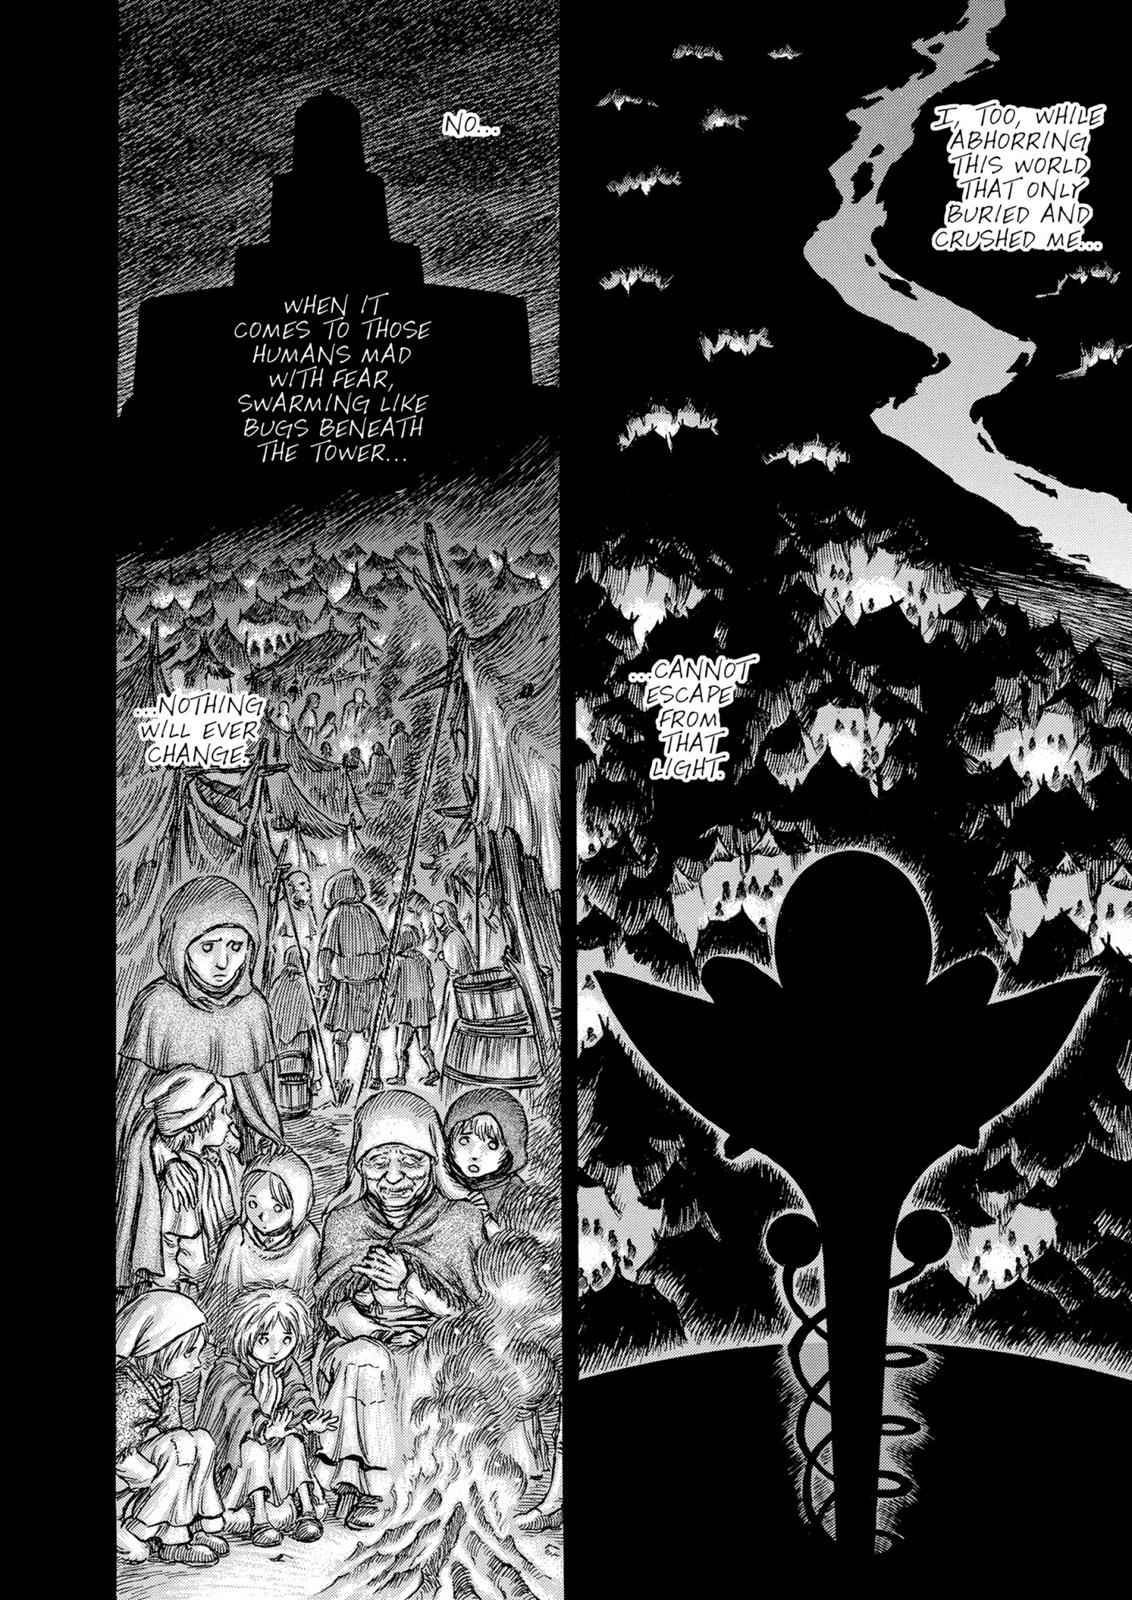 I, TOO, WHILE
ABHORRING
THIS WORLD
THAT ONLY
BURIED AND
CRUSHED ME...
...CANNOT
ESCAPE
FROM
THAT
LIGHT.
NO...
WHEN IT
COMES TO THOSE
HUMANS MAD
WITH FEAR,
SWARMING LIKE
BUGS BENEATH
THE TOWER...
...NOTHING
WILL EVER
CHANGE.